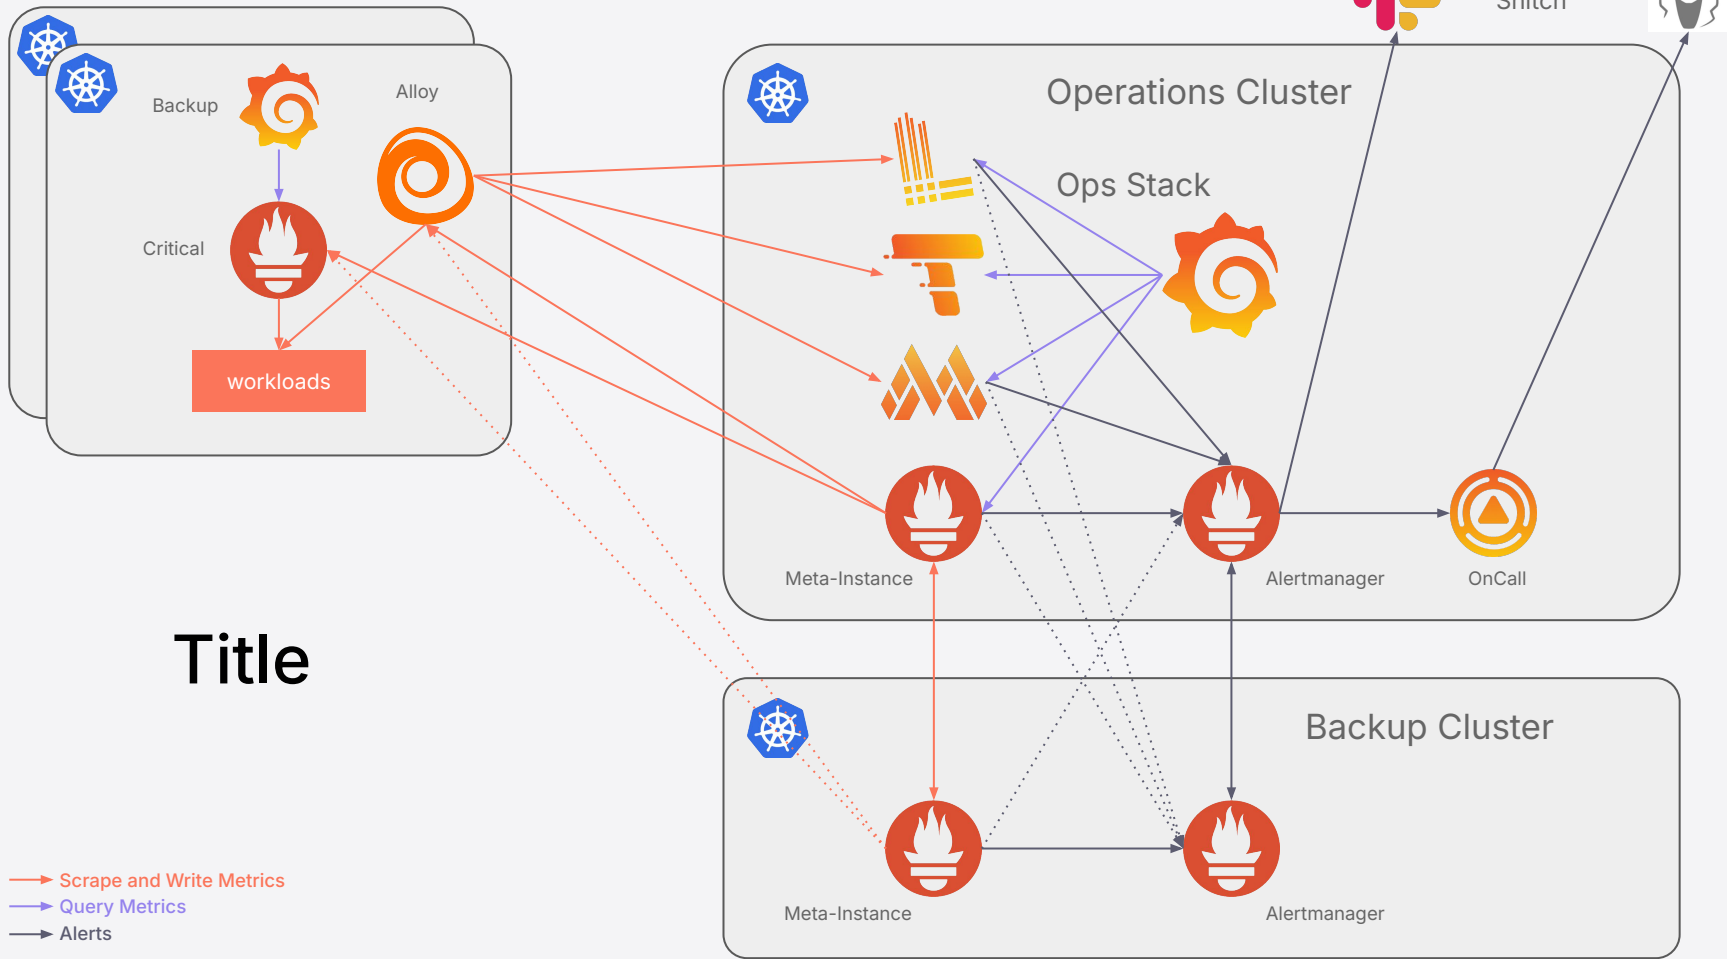 Snitch
Backup
Alloy
Critical
workloads
Operations Cluster
Ops Stack
Meta-Instance
Alertmanager
OnCall
Title
Backup Cluster
Meta-Instance
Alertmanager
Scrape and Write Metrics
Query Metrics
Alerts